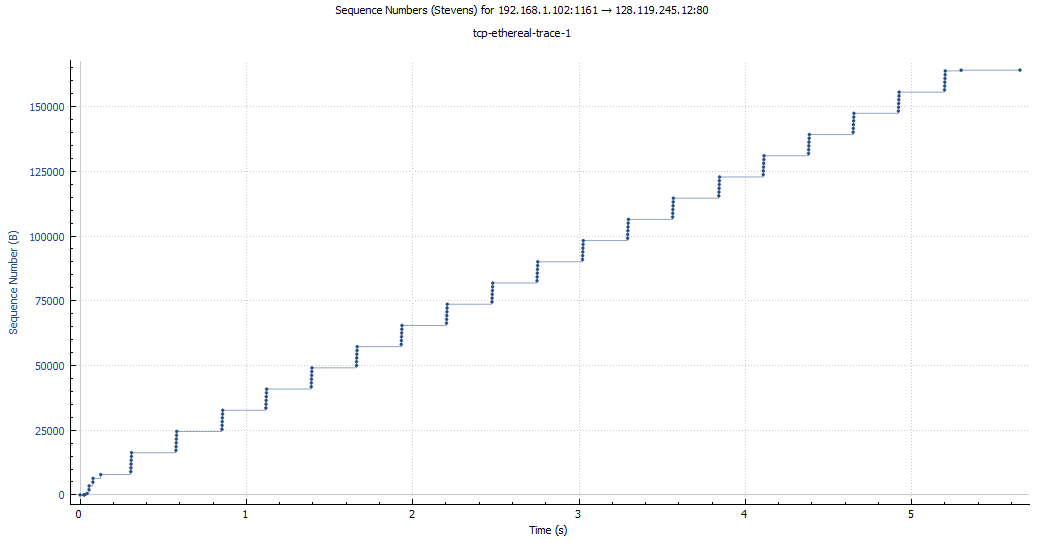 Sequence Numbers (Stevens) for 192.168.1.102:1161 → 128.119.245.12:80
tcp-ethereal-trace-1
Sequence Number (B)
150000
125000
100000
75000
50000
25000
0
0 1 2 3 4 5
Time (s)